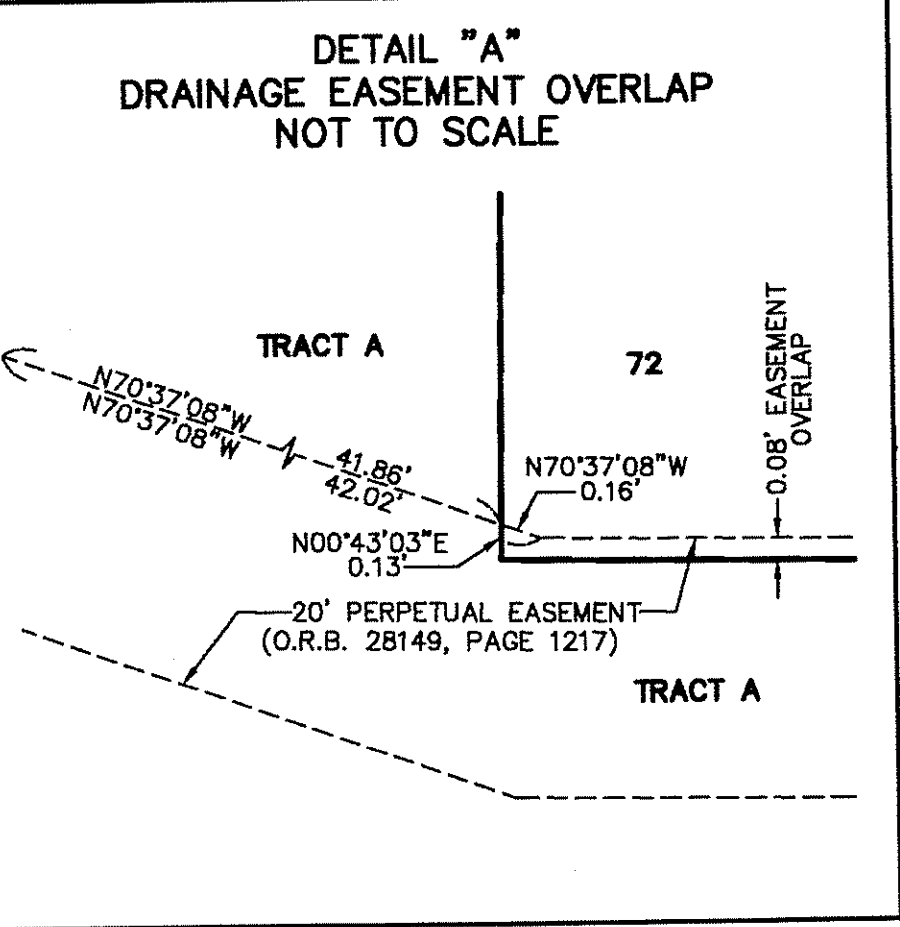 DETAIL "A"
DRAINAGE EASEMENT OVERLAP
NOT TO SCALE
TRACT A
72
0.08' EASEMENT
OVERLAP
N70°37'08"W
N70°37'08"W
41.86'
42.02'
N70°37'08"W
0.16'
N00°43'03"E
0.13'
20' PERPETUAL EASEMENT
(O.R.B. 28149, PAGE 1217)
TRACT A